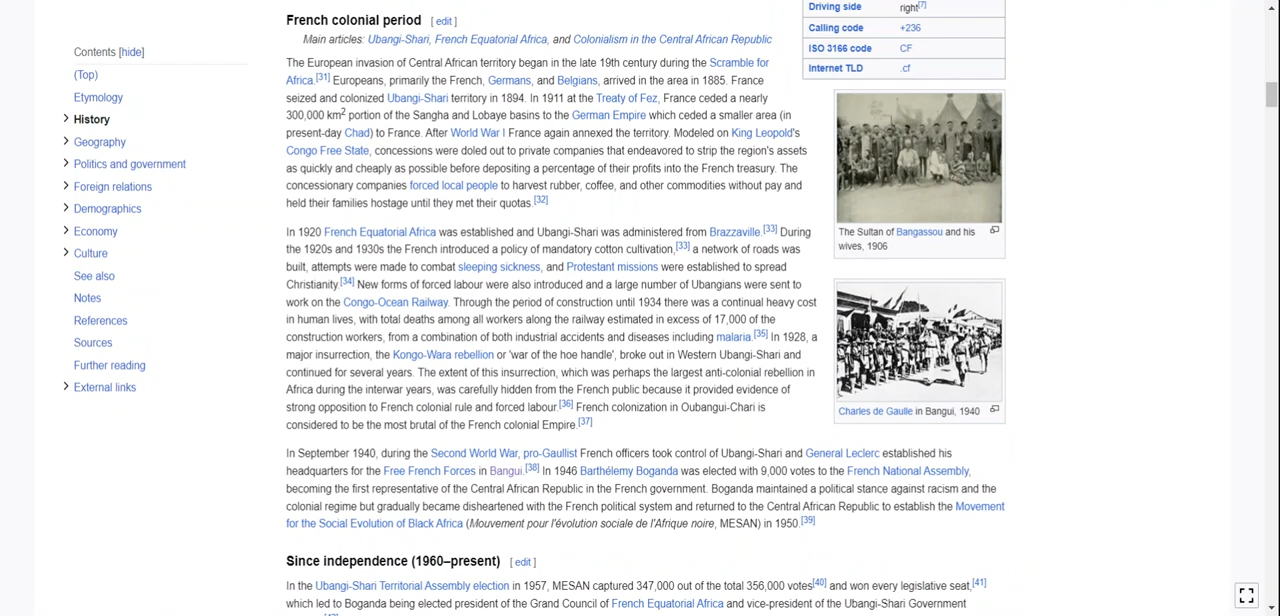 Contents [hide]
(Top)
Etymology
History
Geography
Politics and government
Foreign relations
Demographics
Economy
Culture
See also
Notes
References
Sources
Further reading
External links
French colonial period [ edit ]
Main articles: Ubangi-Shari, French Equatorial Africa, and Colonialism in the Central African Republic
The European invasion of Central African territory began in the late 19th century during the Scramble for
Africa.[31] Europeans, primarily the French, Germans, and Belgians, arrived in the area in 1885. France
seized and colonized Ubangi-Shari territory in 1894. In 1911 at the Treaty of Fez, France ceded a nearly
300,000 km2 portion of the Sangha and Lobaye basins to the German Empire which ceded a smaller area (in
present-day Chad) to France. After World War I France again annexed the territory. Modeled on King Leopold's
Congo Free State, concessions were doled out to private companies that endeavored to strip the region's assets
as quickly and cheaply as possible before depositing a percentage of their profits into the French treasury. The
concessionary companies forced local people to harvest rubber, coffee, and other commodities without pay and
held their families hostage until they met their quotas.[32]
In 1920 French Equatorial Africa was established and Ubangi-Shari was administered from Brazzaville.[33] During
the 1920s and 1930s the French introduced a policy of mandatory cotton cultivation,[33] a network of roads was
built, attempts were made to combat sleeping sickness, and Protestant missions were established to spread
Christianity.[34] New forms of forced labour were also introduced and a large number of Ubangians were sent to
work on the Congo-Ocean Railway. Through the period of construction until 1934 there was a continual heavy cost
in human lives, with total deaths among all workers along the railway estimated in excess of 17,000 of the
construction workers, from a combination of both industrial accidents and diseases including malaria.[35] In 1928, a
major insurrection, the Kongo-Wara rebellion or 'war of the hoe handle', broke out in Western Ubangi-Shari and
continued for several years. The extent of this insurrection, which was perhaps the largest anti-colonial rebellion in
Africa during the interwar years, was carefully hidden from the French public because it provided evidence of
strong opposition to French colonial rule and forced labour.[36] French colonization in Oubangui-Chari is
considered to be the most brutal of the French colonial Empire.[37]
In September 1940, during the Second World War, pro-Gaullist French officers took control of Ubangi-Shari and General Leclerc established his
headquarters for the Free French Forces in Bangui.[38] In 1946 Barthélemy Boganda was elected with 9,000 votes to the French National Assembly,
becoming the first representative of the Central African Republic in the French government. Boganda maintained a political stance against racism and the
colonial regime but gradually became disheartened with the French political system and returned to the Central African Republic to establish the Movement
for the Social Evolution of Black Africa (Mouvement pour l'évolution sociale de l'Afrique noire, MESAN) in 1950.[39]
Since independence (1960–present) [ edit ]
In the Ubangi-Shari Territorial Assembly election in 1957, MESAN captured 347,000 out of the total 356,000 votes[40] and won every legislative seat,[41]
which led to Boganda being elected president of the Grand Council of French Equatorial Africa and vice-president of the Ubangi-Shari Government
Driving side right[7]
Calling code +236
ISO 3166 code CF
Internet TLD .cf
The Sultan of Bangassou and his
wives, 1906
Charles de Gaulle in Bangui, 1940